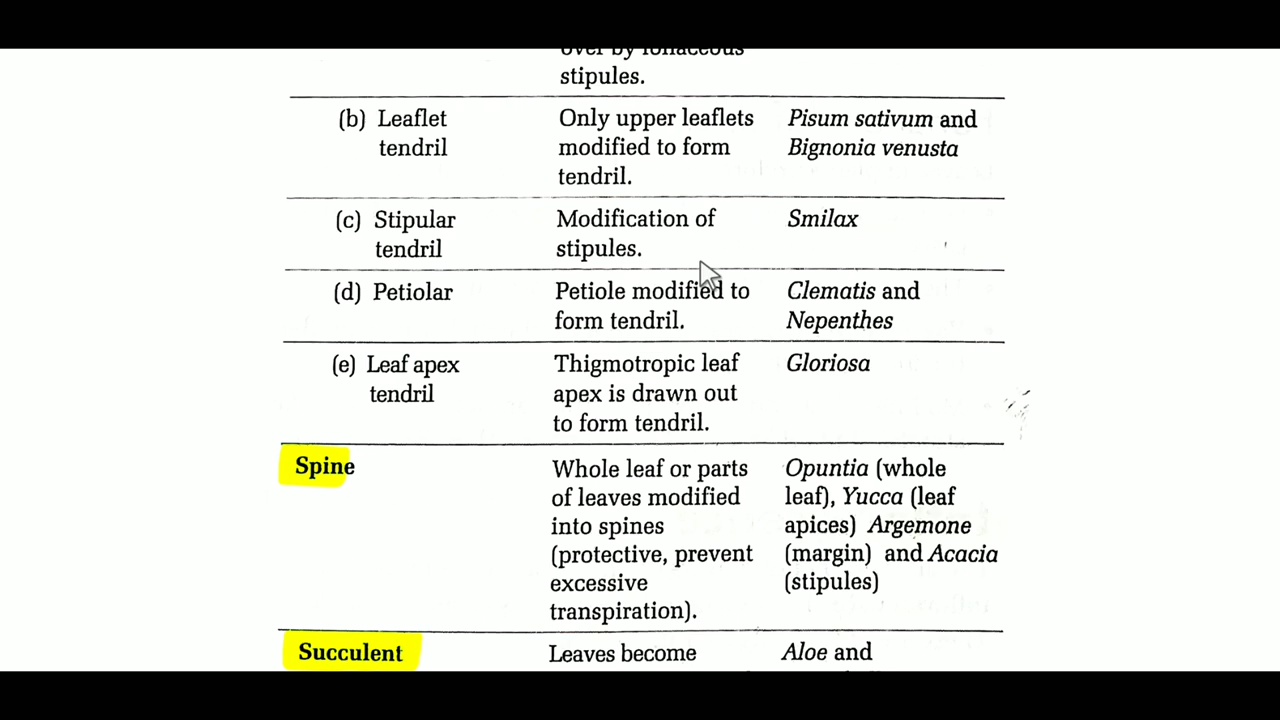 stipules.
(b) Leaflet tendril
Only upper leaflets modified to form tendril.
Pisum sativum and Bignonia venusta
(c) Stipular tendril
Modification of stipules.
Smilax
(d) Petiolar
Petiole modified to form tendril.
Clematis and Nepenthes
(e) Leaf apex tendril
Thigmotropic leaf apex is drawn out to form tendril.
Gloriosa
Spine
Whole leaf or parts of leaves modified into spines (protective, prevent excessive transpiration).
Opuntia (whole leaf), Yucca (leaf apices) Argemone (margin) and Acacia (stipules)
Succulent
Leaves become
Aloe and